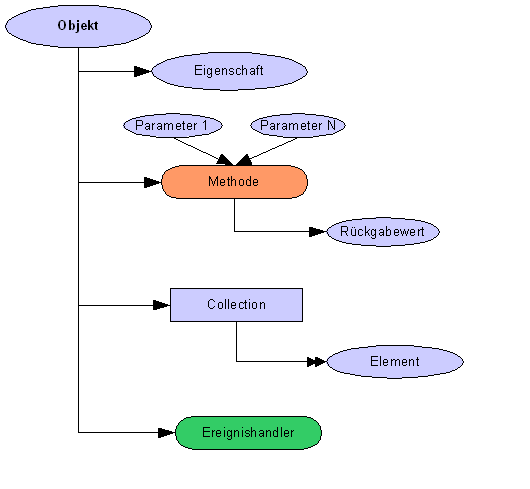 Objekt
Eigenschaft
Parameter 1
Parameter N
Methode
Rückgabewert
Collection
Element
Ereignishandler